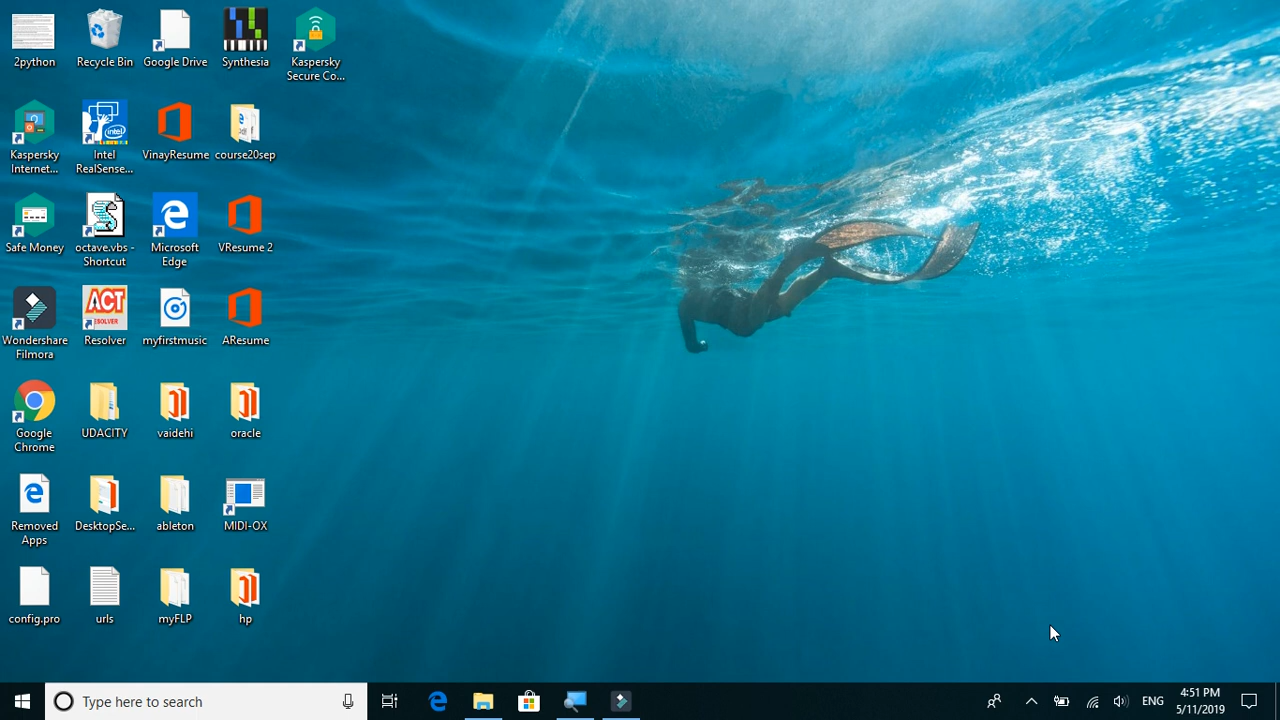 2python
Recycle Bin
Google Drive
Synthesia
Kaspersky
Secure Co...
Kaspersky
Internet...
intel
Intel
RealSense...
VinayResume
course20sep
Safe Money
octave.vbs -
Shortcut
Microsoft
Edge
VResume 2
Wondershare
Filmora
ACT
Resolver
myfirstmusic
AResume
Google
Chrome
UDACITY
vaidehi
oracle
Removed
Apps
DesktopSe...
ableton
MIDI-OX
config.pro
urls
myFLP
hp
Type here to search
ENG
4:51 PM
5/11/2019